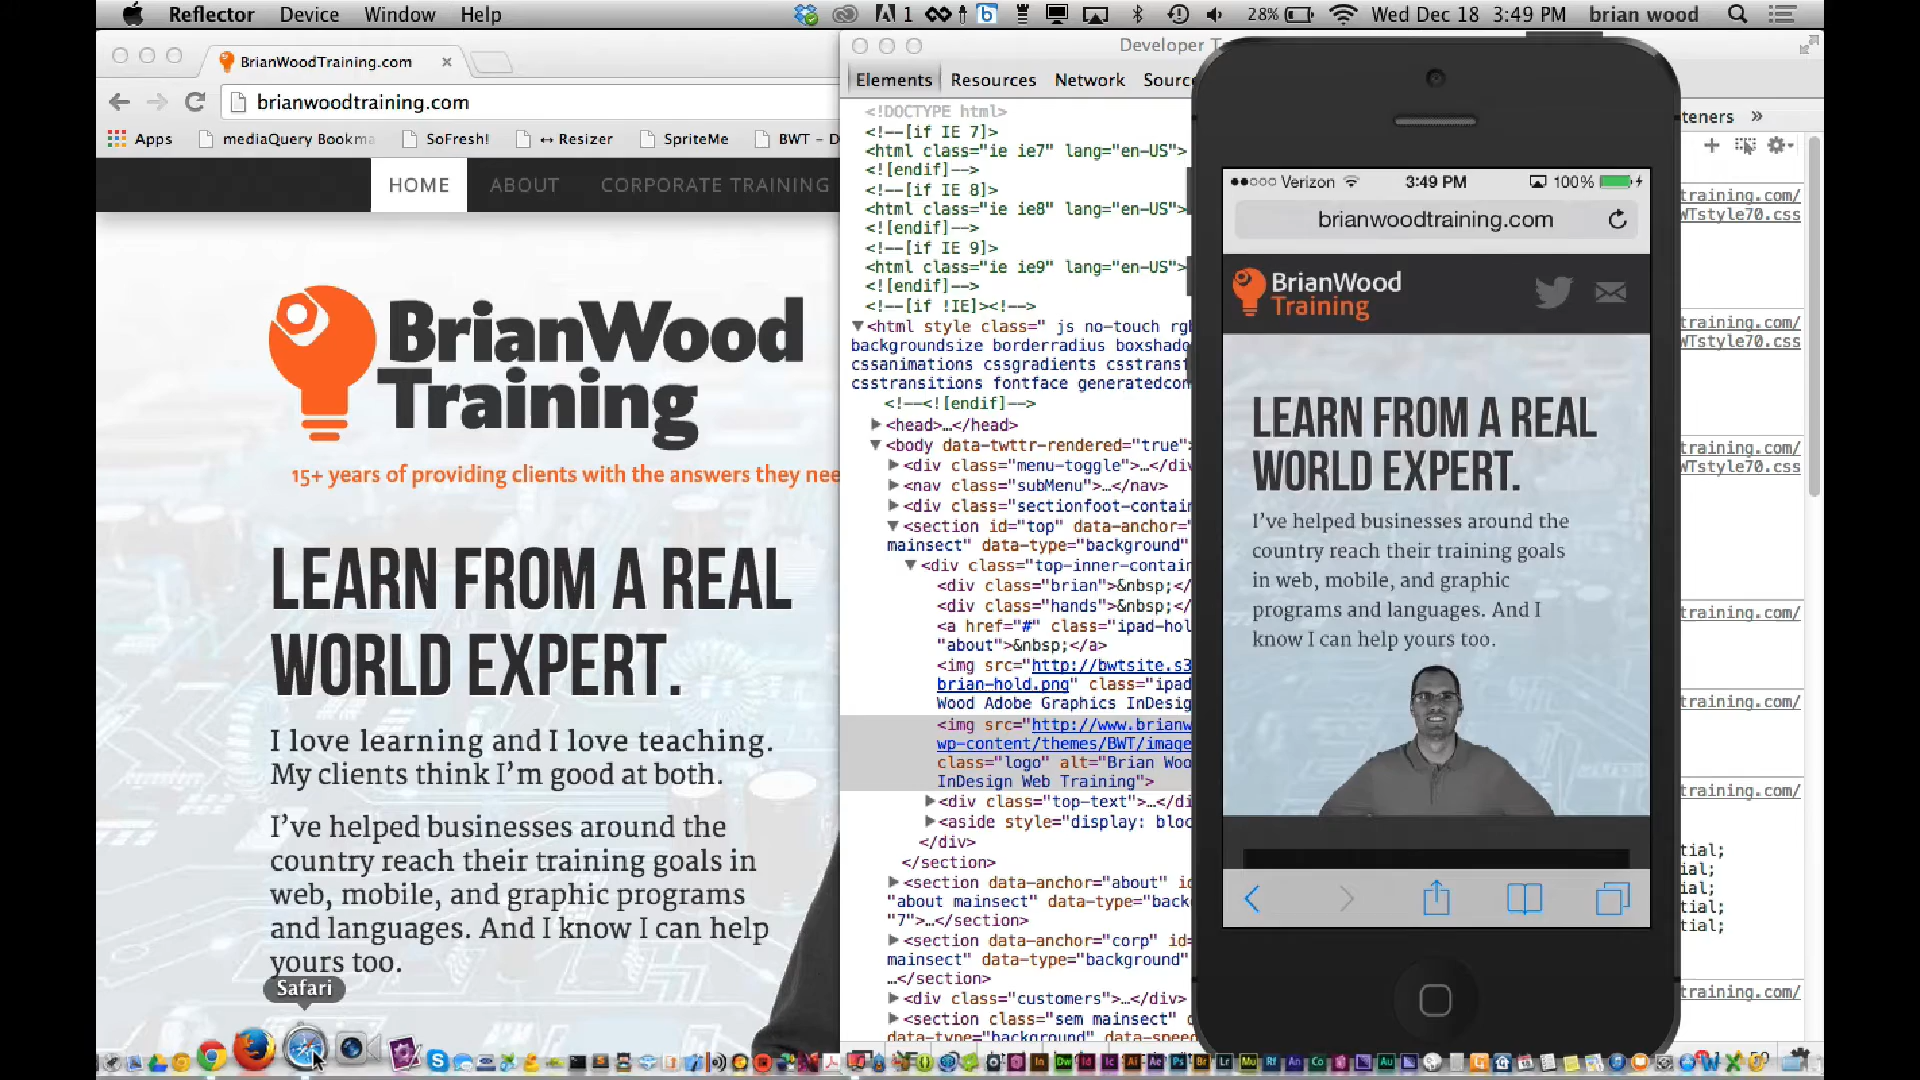 Reflector Device Window Help
1 28% Wed Dec 18 3:49 PM brian wood
BrianWoodTraining.com
brianwoodtraining.com
Apps mediaQuery Bookma SoFresh! ↔ Resizer SpriteMe BWT - D
HOME ABOUT CORPORATE TRAINING
BrianWood
Training
15+ years of providing clients with the answers they nee
LEARN FROM A REAL
WORLD EXPERT.
I love learning and I love teaching.
My clients think I'm good at both.
I've helped businesses around the
country reach their training goals in
web, mobile, and graphic programs
and languages. And I know I can help
yours too.
Safari
Developer T
Elements Resources Network Sourc
<!DOCTYPE html>
<!--[if IE 7]>
<html class="ie ie7" lang="en-US">
<![endif]-->
<!--[if IE 8]>
<html class="ie ie8" lang="en-US">
<![endif]-->
<!--[if IE 9]>
<html class="ie ie9" lang="en-US">
<![endif]-->
<!--[if !IE]><!-->
▼<html style class=" js no-touch rg
backgroundsize borderradius boxshado
cssanimations cssgradients csstransf
csstransitions fontface generatedcon
<!--<![endif]-->
▶<head>…</head>
▼<body data-twttr-rendered="true"
▶<div class="menu-toggle">…</div
▶<nav class="subMenu">…</nav>
▶<div class="sectionfoot-contain
▼<section id="top" data-anchor="
mainsect" data-type="background"
▼<div class="top-inner-contain
<div class="brian">&nbsp;</
<div class="hands">&nbsp;</
<a href="#" class="ipad-hol
"about">&nbsp;</a>
<img src="http://bwtsite.s3
brian-hold.png" class="ipad
Wood Adobe Graphics InDesig
<img src="http://www.brianw
wp-content/themes/BWT/image
class="logo" alt="Brian Woo
InDesign Web Training">
▶<div class="top-text">…</di
▶<aside style="display: bloc
</div>
</section>
▶<section data-anchor="about" id
"about mainsect" data-type="back
"7">…</section>
▶<section data-anchor="corp" id=
mainsect" data-type="background"
…</section>
▶<div class="customers">…</div>
▶<section class="sem mainsect" d
data-type="background" data-spee
Verizon 3:49 PM 100%
brianwoodtraining.com
BrianWood
Training
LEARN FROM A REAL
WORLD EXPERT.
I've helped businesses around the
country reach their training goals
in web, mobile, and graphic
programs and languages. And I
know I can help yours too.
teners »
training.com/
WTstyle70.css
training.com/
WTstyle70.css
training.com/
WTstyle70.css
training.com/
training.com/
training.com/
tial;
tial;
tial;
tial;
tial;
training.com/